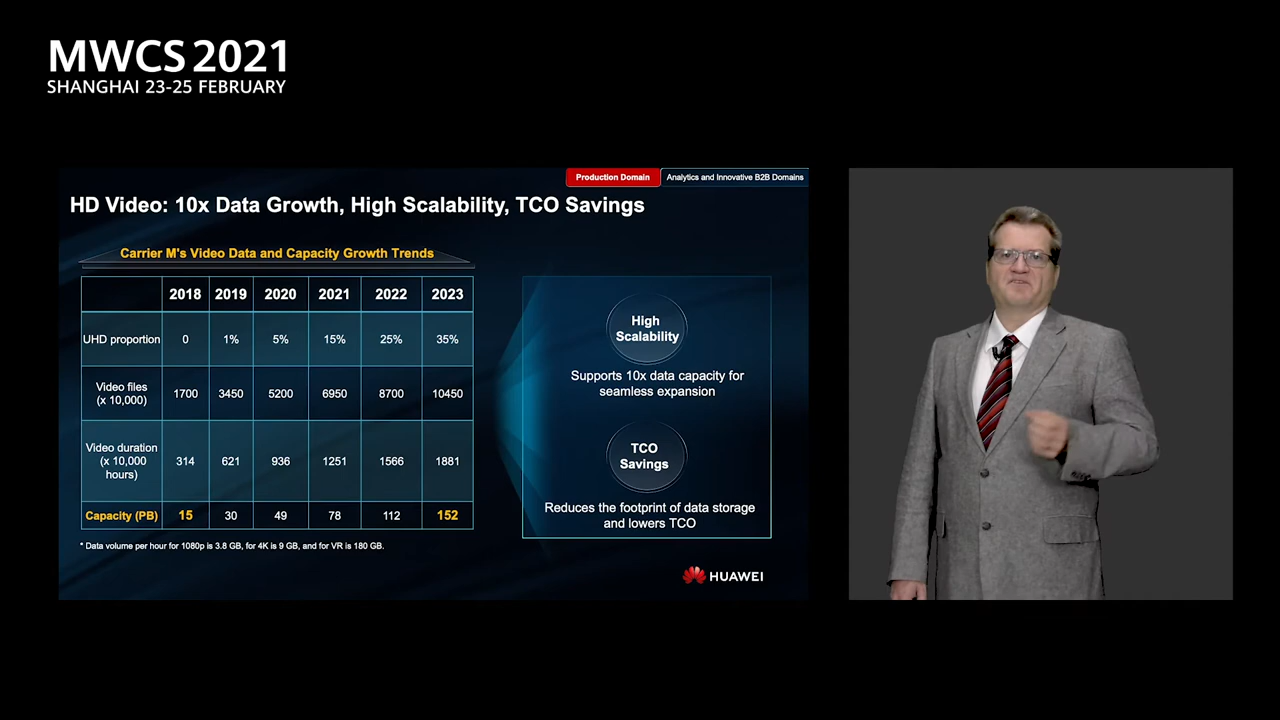 MWCS 2021
SHANGHAI 23-25 FEBRUARY
Production Domain
Analytics and Innovative B2B Domains
HD Video: 10x Data Growth, High Scalability, TCO Savings
Carrier M's Video Data and Capacity Growth Trends
2018 2019 2020 2021 2022 2023
UHD proportion 0 1% 5% 15% 25% 35%
Video files
(x 10,000) 1700 3450 5200 6950 8700 10450
Video duration
(x 10,000
hours) 314 621 936 1251 1566 1881
Capacity (PB) 15 30 49 78 112 152
* Data volume per hour for 1080p is 3.8 GB, for 4K is 9 GB, and for VR is 180 GB.
High
Scalability
Supports 10x data capacity for
seamless expansion
TCO
Savings
Reduces the footprint of data storage
and lowers TCO
HUAWEI